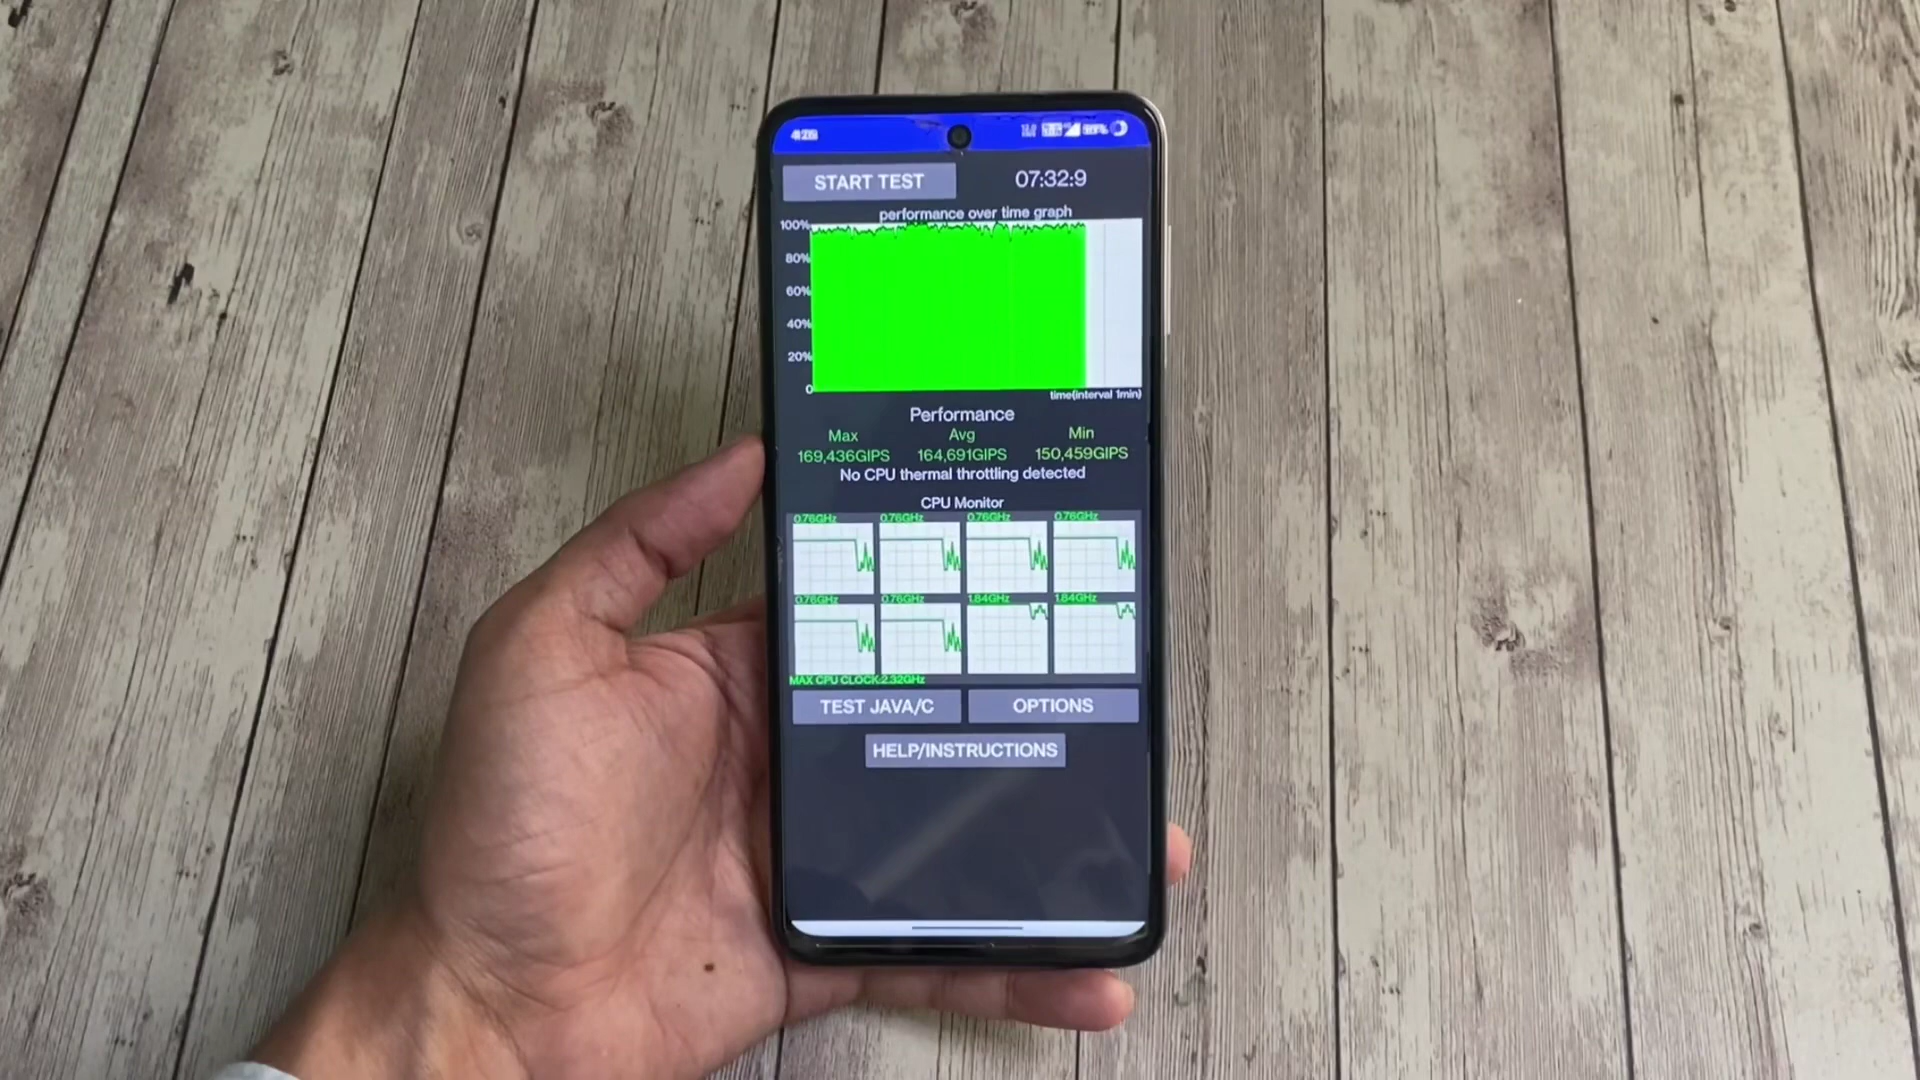 START TEST 07:32:9
performance over time graph
100%
80%
60%
40%
20%
0
time(interval 1min)
Performance
Max Avg Min
169,436GIPS 164,691GIPS 150,459GIPS
No CPU thermal throttling detected
CPU Monitor
0.76GHz 0.76GHz 0.76GHz 0.76GHz
0.76GHz 0.76GHz 1.84GHz 1.84GHz
MAX CPU CLOCK:2.32GHz
TEST JAVA/C OPTIONS
HELP/INSTRUCTIONS